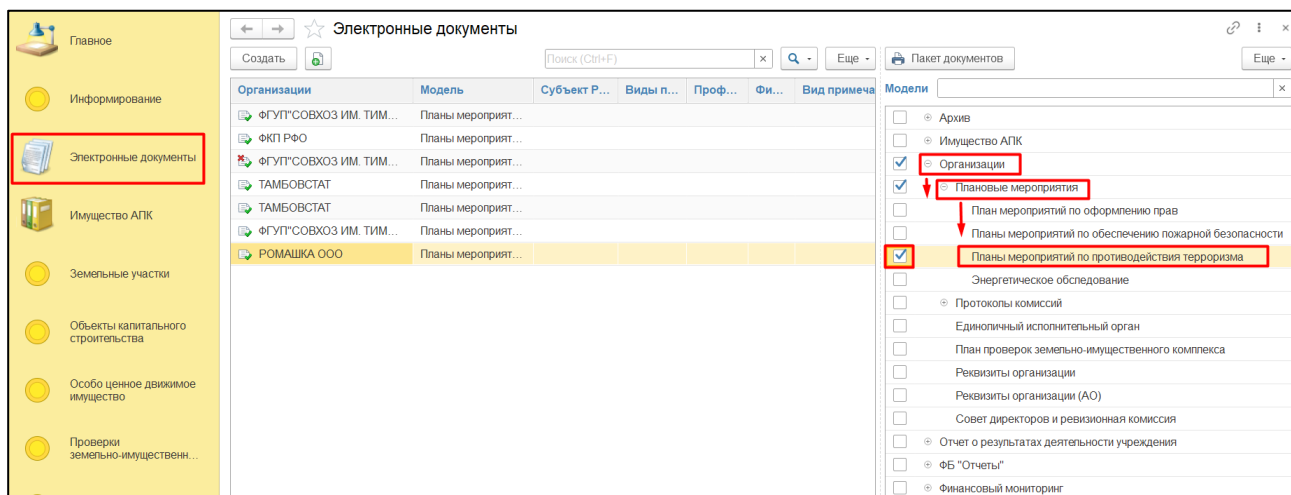 Главное
Информирование
Электронные документы
Имущество АПК
Земельные участки
Объекты капитального
строительства
Особо ценное движимое
имущество
Проверки
земельно-имущественн...
Электронные документы
Создать
Поиск (Ctrl+F)
Еще
Организации Модель Субъект Р... Виды п... Проф... Фи... Вид примеча
ФГУП"СОВХОЗ ИМ. ТИМ... Планы мероприят...
ФКП РФО Планы мероприят...
ФГУП"СОВХОЗ ИМ. ТИМ... Планы мероприят...
ТАМБОВСТАТ Планы мероприят...
ТАМБОВСТАТ Планы мероприят...
ФГУП"СОВХОЗ ИМ. ТИМ... Планы мероприят...
РОМАШКА ООО Планы мероприят...
Пакет документов Еще
Модели
Архив
Имущество АПК
Организации
Плановые мероприятия
План мероприятий по оформлению прав
Планы мероприятий по обеспечению пожарной безопасности
Планы мероприятий по противодействия терроризма
Энергетическое обследование
Протоколы комиссий
Единоличный исполнительный орган
План проверок земельно-имущественного комплекса
Реквизиты организации
Реквизиты организации (АО)
Совет директоров и ревизионная комиссия
Отчет о результатах деятельности учреждения
ФБ "Отчеты"
Финансовый мониторинг